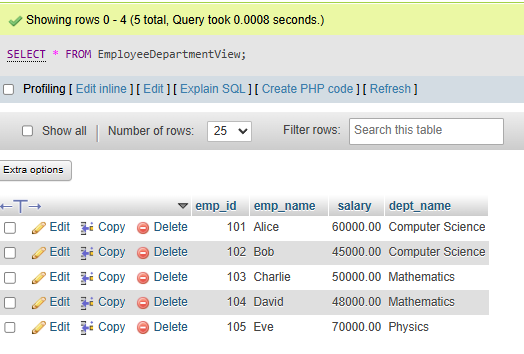 Showing rows 0 - 4 (5 total, Query took 0.0008 seconds.)
SELECT * FROM EmployeeDepartmentView;
Profiling [ Edit inline ] [ Edit ] [ Explain SQL ] [ Create PHP code ] [ Refresh ]
Show all | Number of rows: 25 Filter rows: Search this table
Extra options
←T→ emp_id emp_name salary dept_name
Edit Copy Delete 101 Alice 60000.00 Computer Science
Edit Copy Delete 102 Bob 45000.00 Computer Science
Edit Copy Delete 103 Charlie 50000.00 Mathematics
Edit Copy Delete 104 David 48000.00 Mathematics
Edit Copy Delete 105 Eve 70000.00 Physics